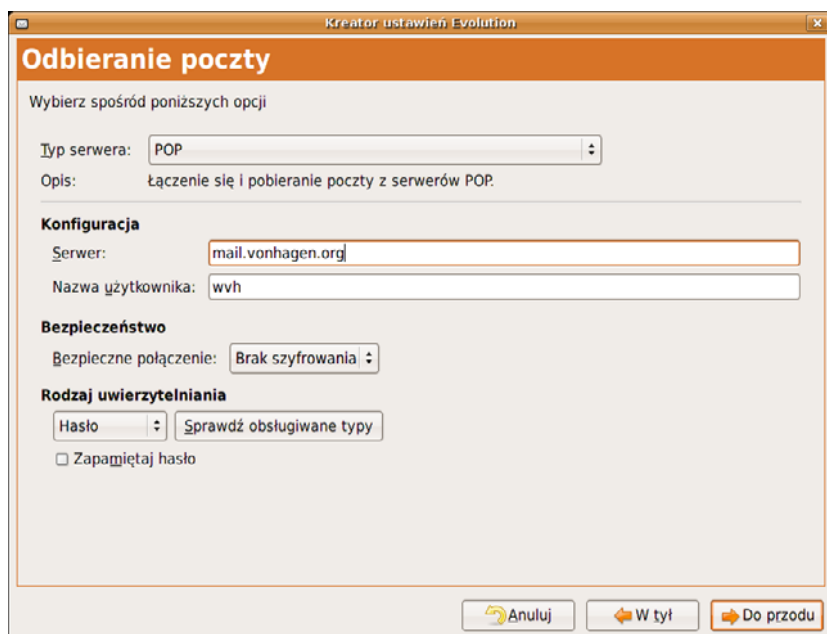 Kreator ustawień Evolution
Odbieranie poczty
Wybierz spośród poniższych opcji
Typ serwera: POP
Opis: Łączenie się i pobieranie poczty z serwerów POP.
Konfiguracja
Serwer: mail.vonhagen.org
Nazwa użytkownika: wvh
Bezpieczeństwo
Bezpieczne połączenie: Brak szyfrowania
Rodzaj uwierzytelniania
Hasło Sprawdź obsługiwane typy
Zapamiętaj hasło
Anuluj W tył Do przodu